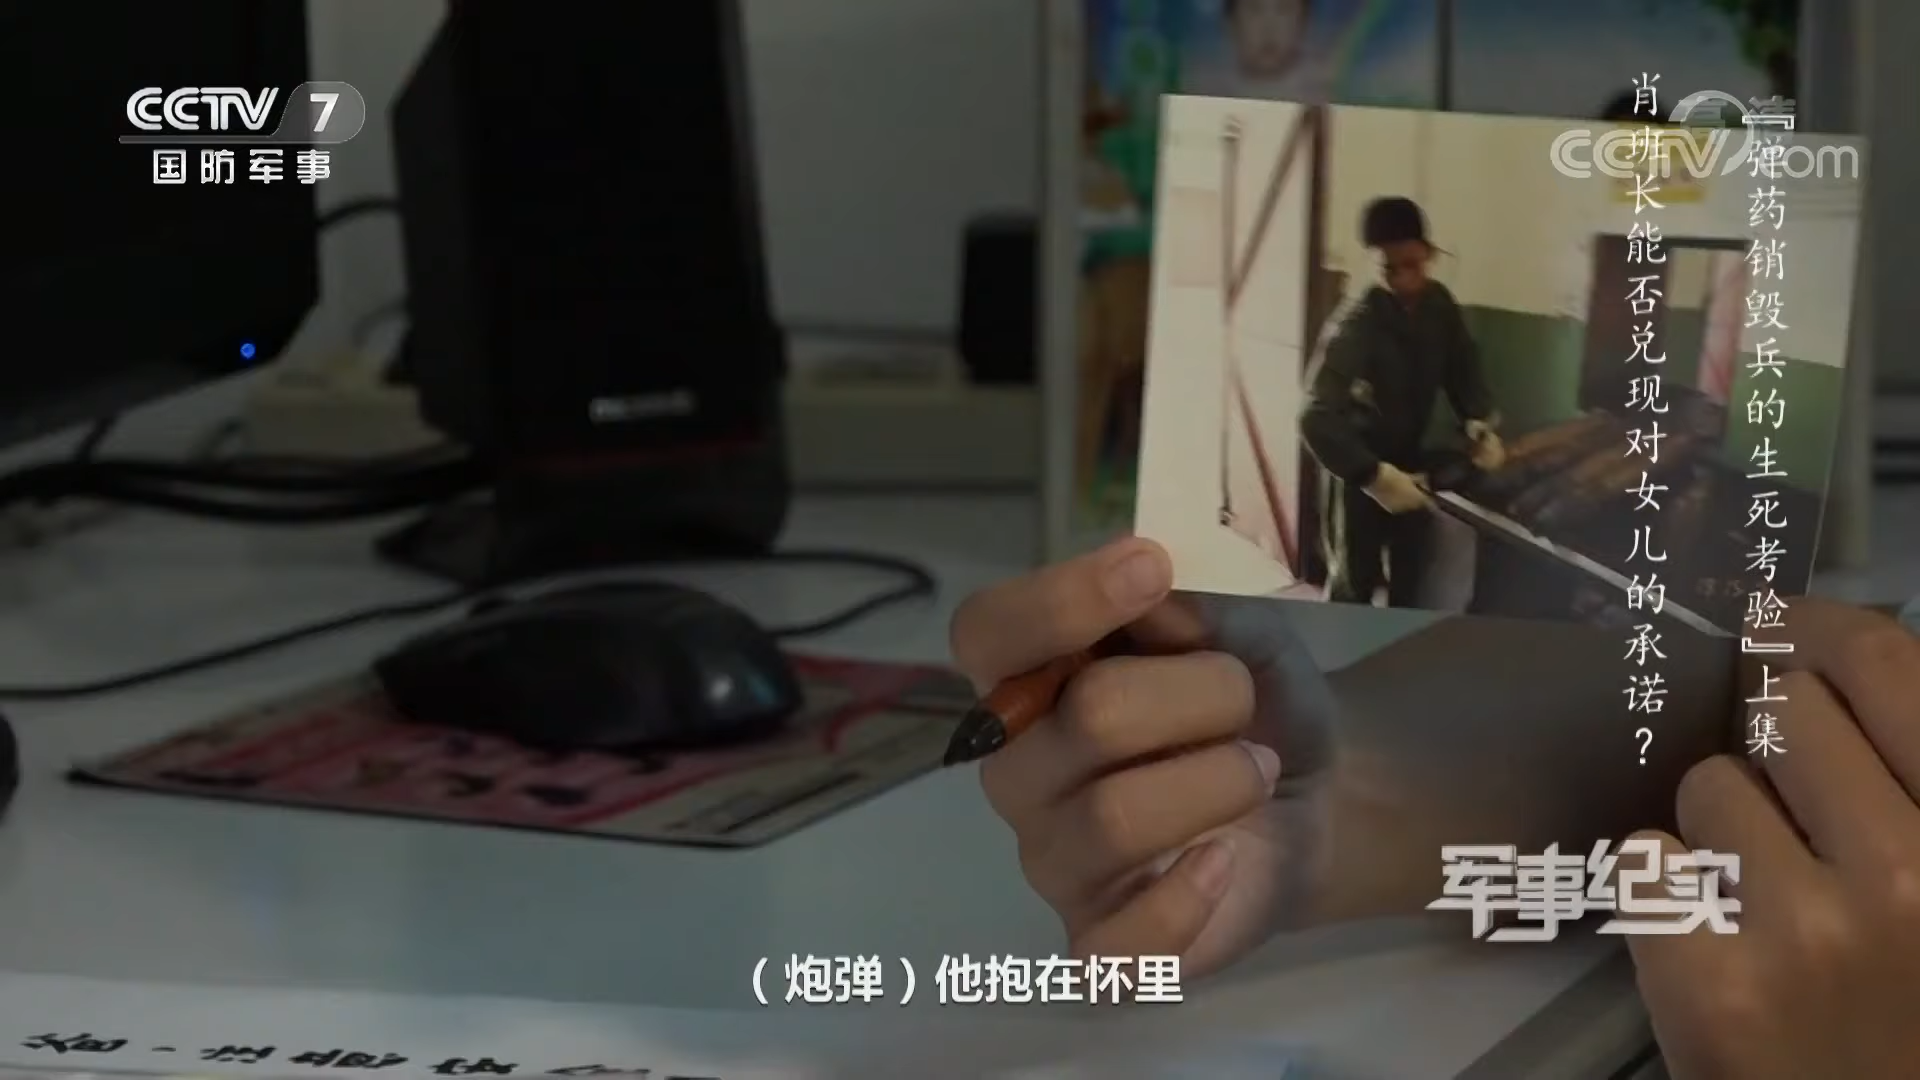 CCTV 7
国防军事
高清
CCTV.com
『弹药销毁兵的生死考验』上集
肖班长能否兑现对女儿的承诺？
军事纪实
（炮弹）他抱在怀里